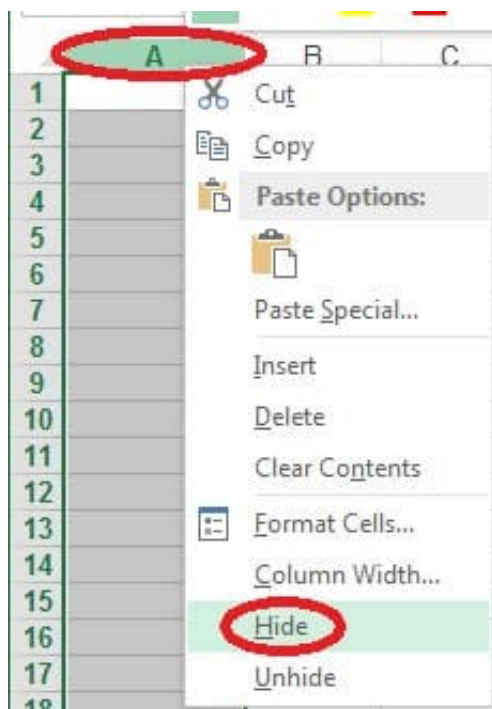 A B C
1
Cut
2
3
Copy
4
Paste Options:
5
6
7
Paste Special...
8
9
Insert
10
Delete
11
Clear Contents
12
13
Format Cells...
14
Column Width...
15
16
Hide
17
Unhide
18